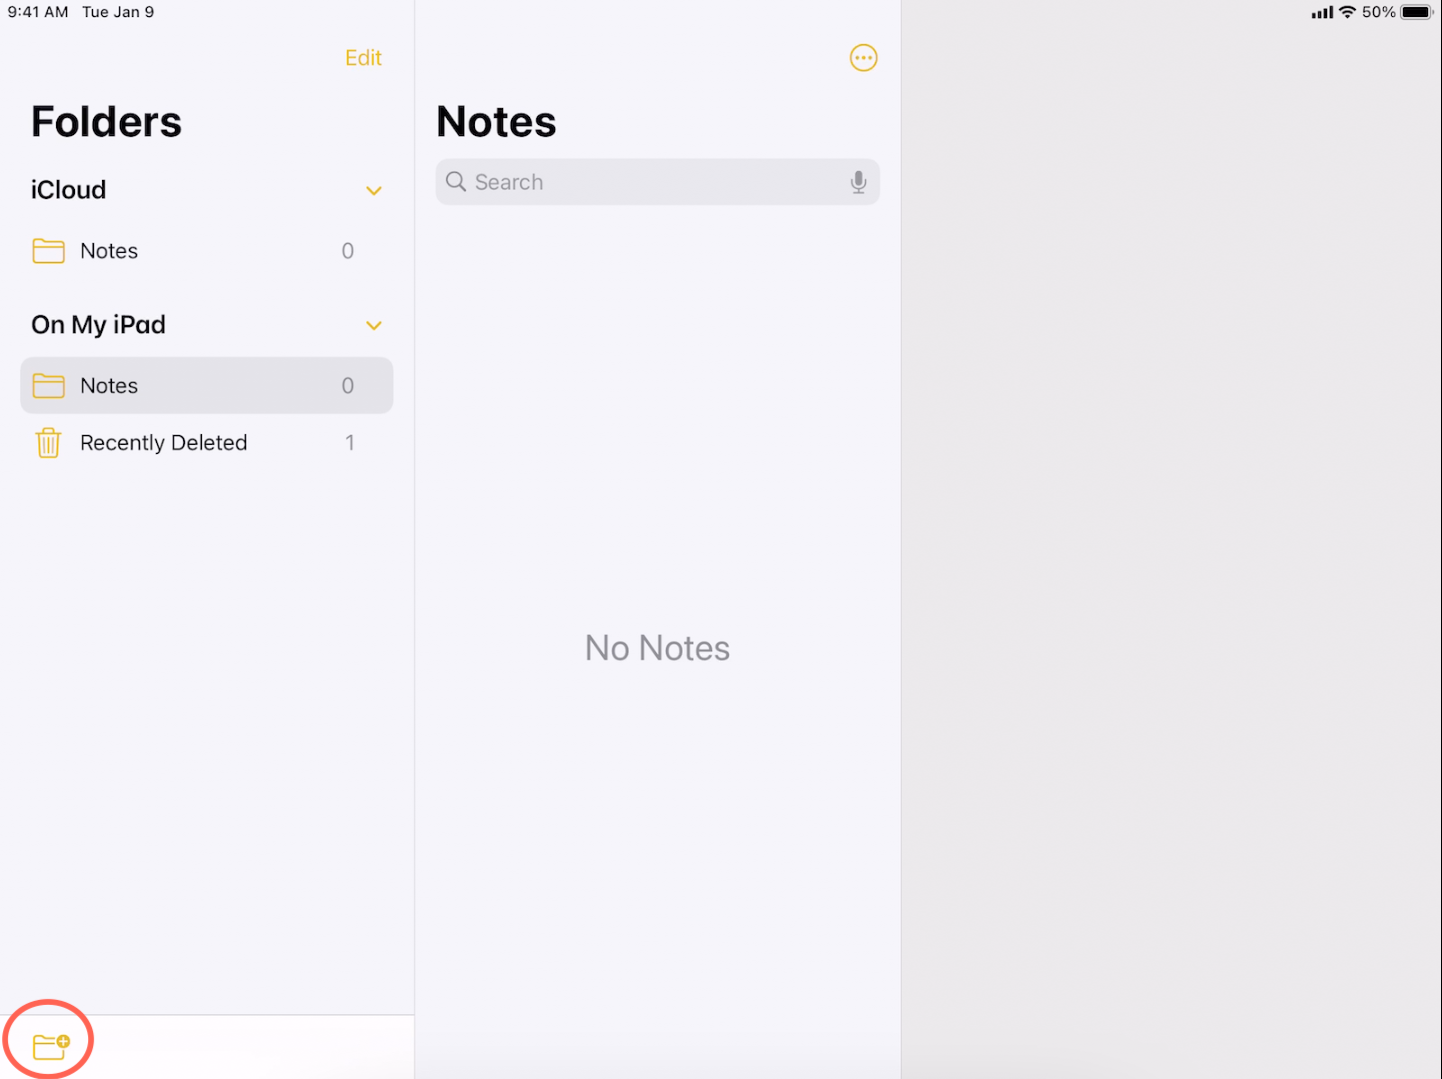 9:41 AM Tue Jan 9
50%
Edit
Folders
iCloud
Notes 0
On My iPad
Notes 0
Recently Deleted 1
Notes
Search
No Notes